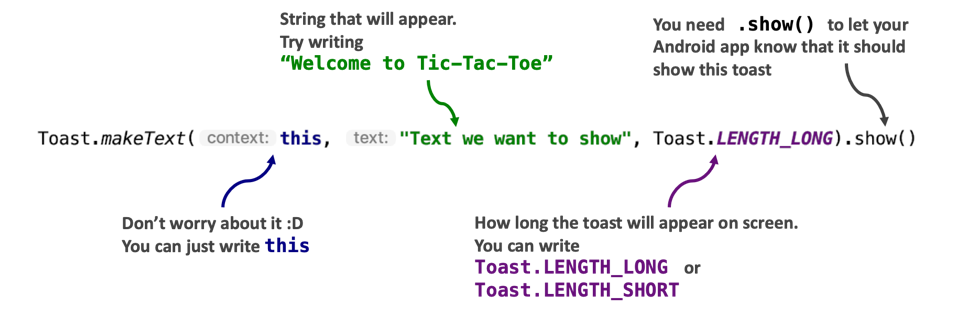 String that will appear.
Try writing
“Welcome to Tic-Tac-Toe”
You need .show() to let your
Android app know that it should
show this toast
Toast.makeText( context: this, text: "Text we want to show", Toast.LENGTH_LONG).show()
Don’t worry about it :D
You can just write this
How long the toast will appear on screen.
You can write
Toast.LENGTH_LONG or
Toast.LENGTH_SHORT